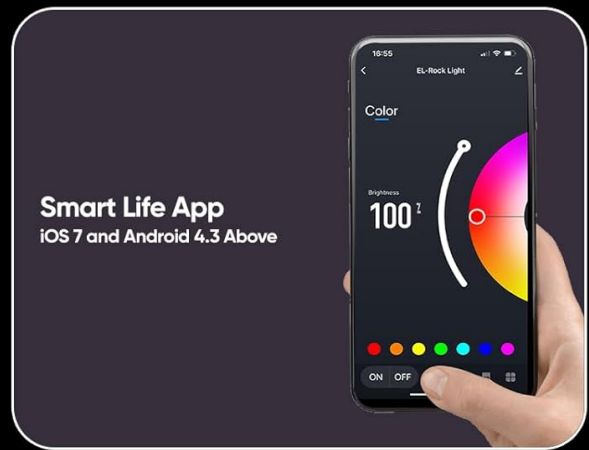 Smart Life App
iOS 7 and Android 4.3 Above
16:55
EL-Rock Light
Color
Brightness
100%
ON OFF